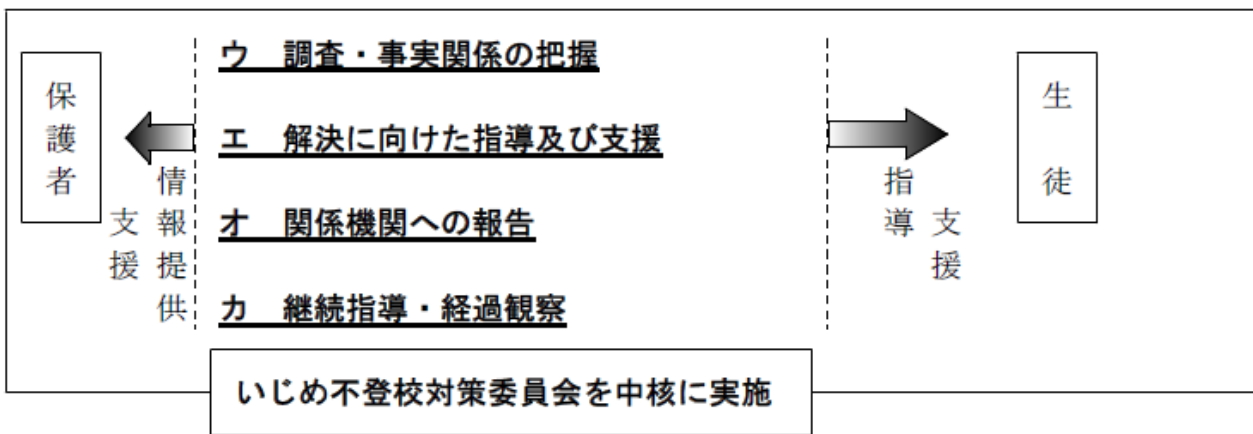 保護者
情報提供
支援
ウ　調査・事実関係の把握
エ　解決に向けた指導及び支援
オ　関係機関への報告
カ　継続指導・経過観察
指導
支援
生徒
いじめ不登校対策委員会を中核に実施